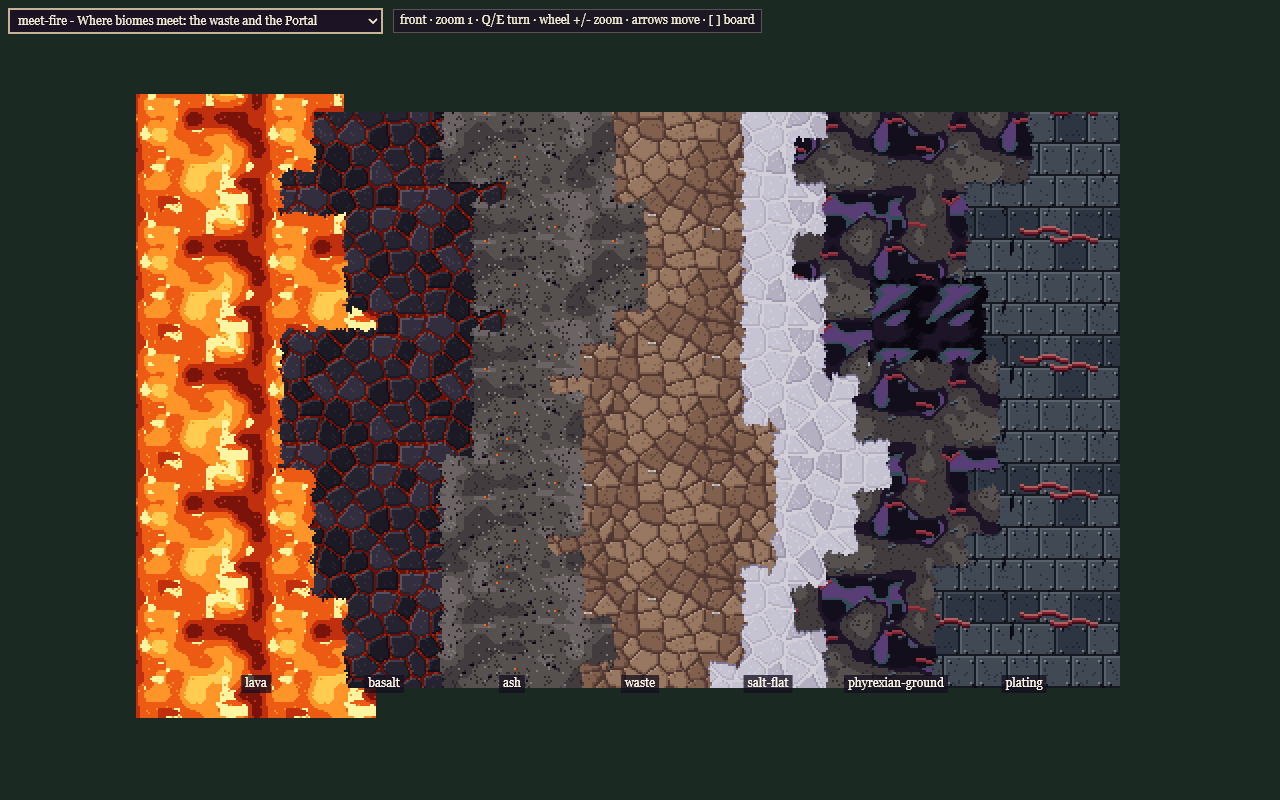 meet-fire - Where biomes meet: the waste and the Portal
front · zoom 1 · Q/E turn · wheel +/- zoom · arrows move · [ ] board
lava
basalt
ash
waste
salt-flat
phyrexian-ground
plating